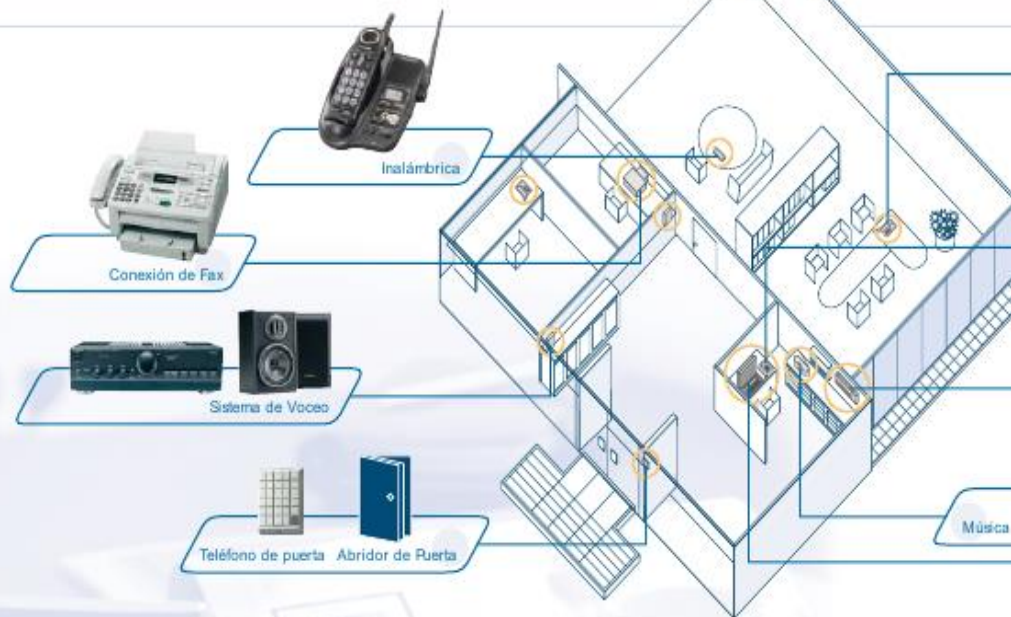 Inalámbrica
Conexión de Fax
Sistema de Voceo
Teléfono de puerta Abridor de Puerta
Música